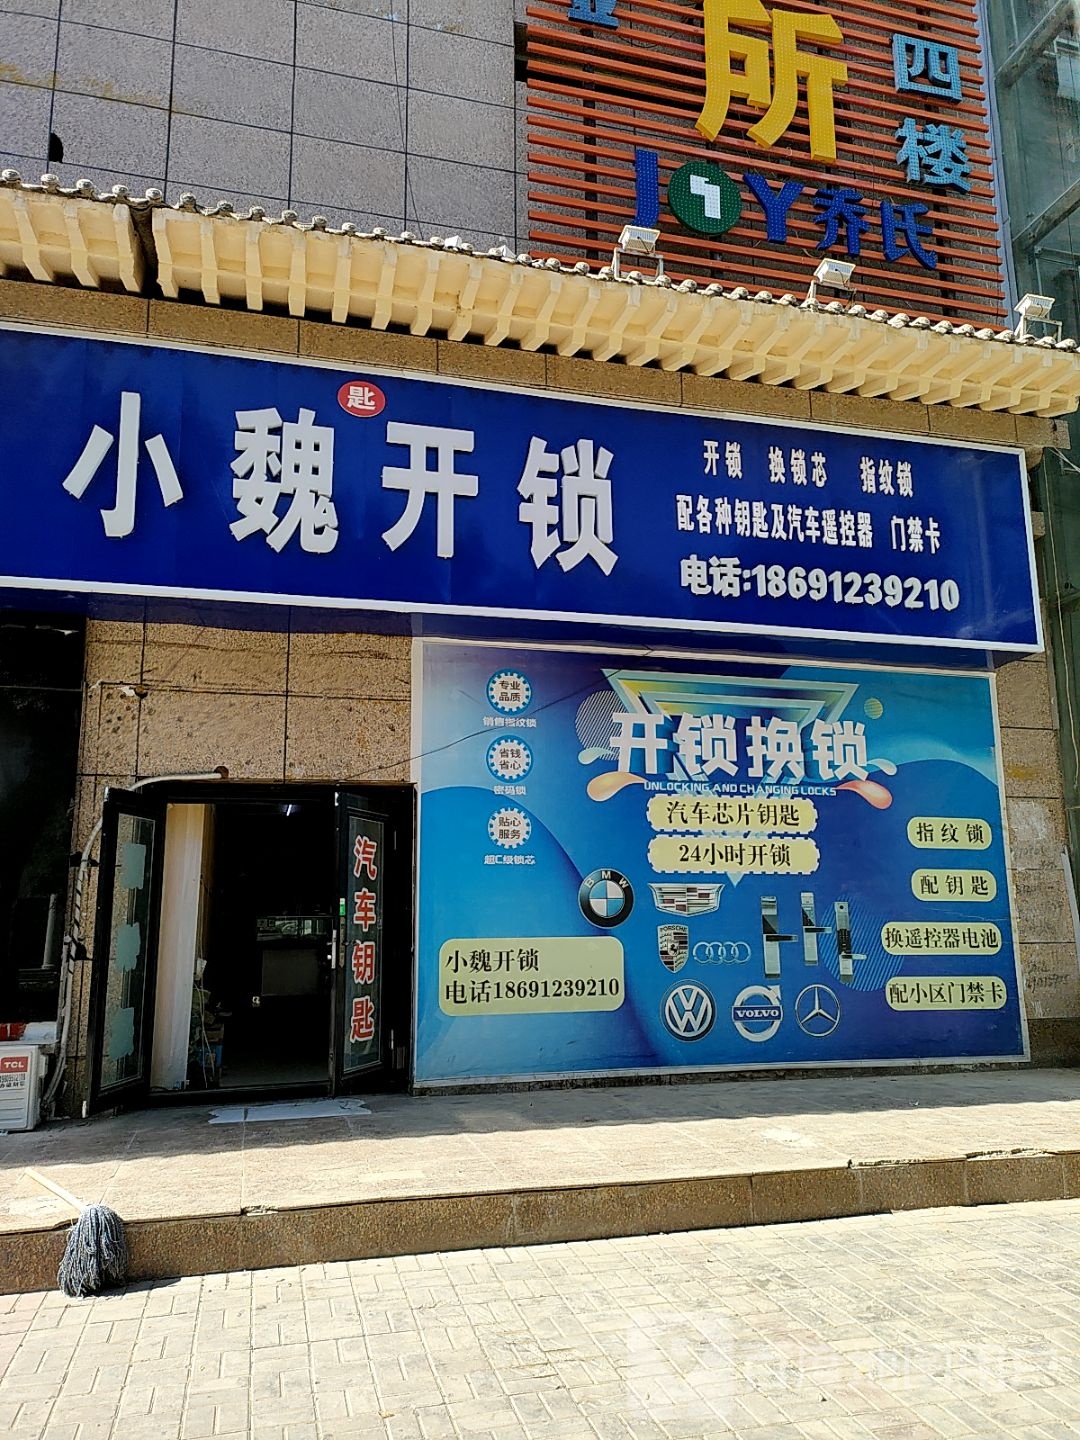 所
四楼
JOY乔氏
匙
小魏开锁
开锁 换锁芯 指纹锁
配各种钥匙及汽车遥控器 门禁卡
电话:18691239210
专业
品质
销售指纹锁
省钱
省心
密码锁
贴心
服务
超C级锁芯
开锁换锁
UNLOCKING AND CHANGING LOCKS
汽车芯片钥匙
24小时开锁
指纹锁
配钥匙
换遥控器电池
配小区门禁卡
BMW
PORSCHE
VOLVO
小魏开锁
电话18691239210
汽车钥匙
TCL